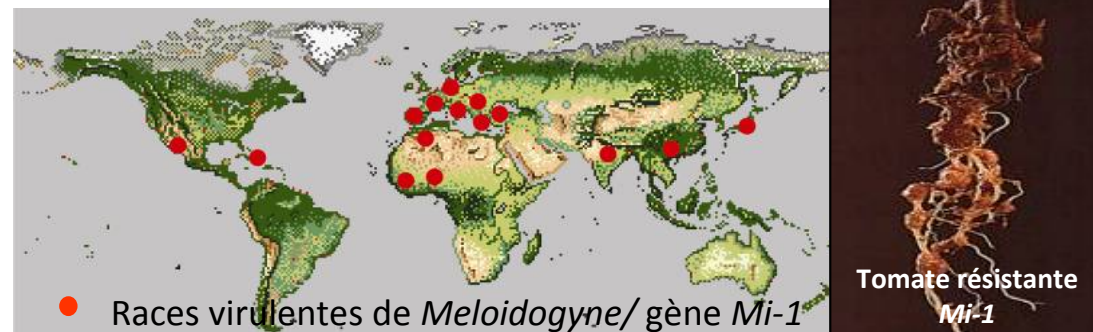 Races virulentes de Meloidogyne/ gène Mi-1
Tomate résistante
Mi-1